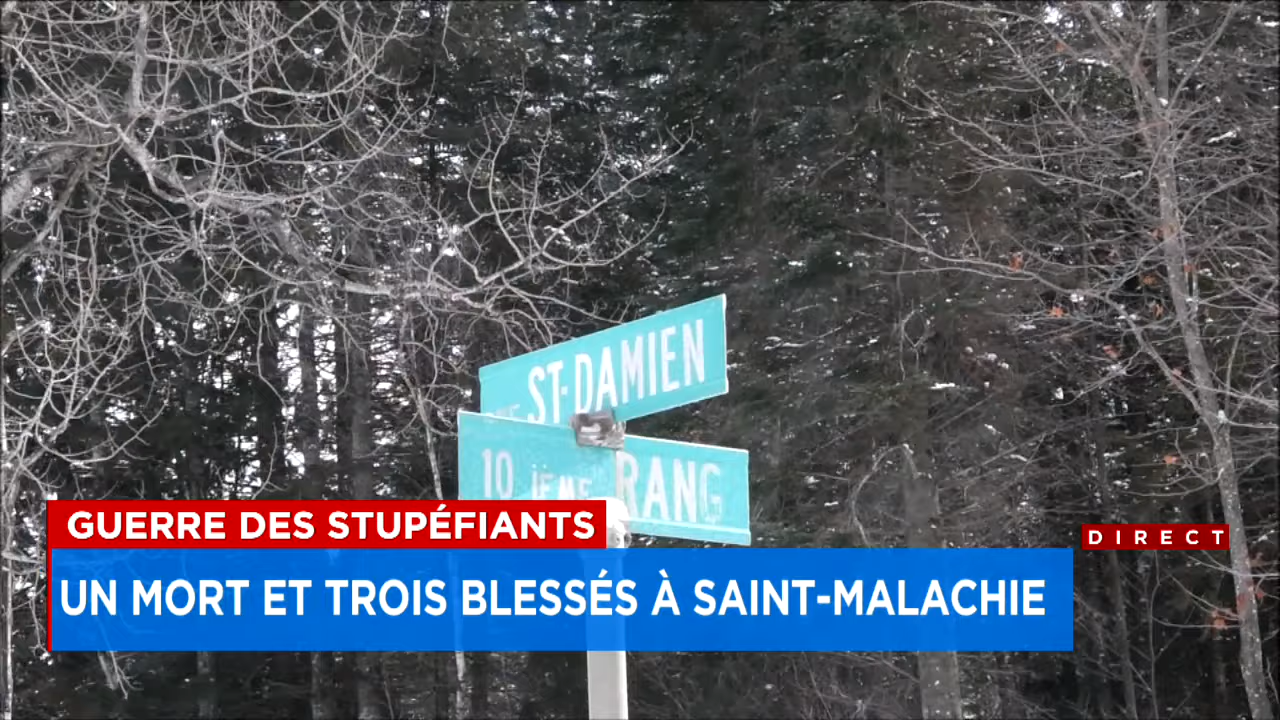 ST-DAMIEN
10 IÈME RANG
GUERRE DES STUPÉFIANTS
DIRECT
UN MORT ET TROIS BLESSÉS À SAINT-MALACHIE